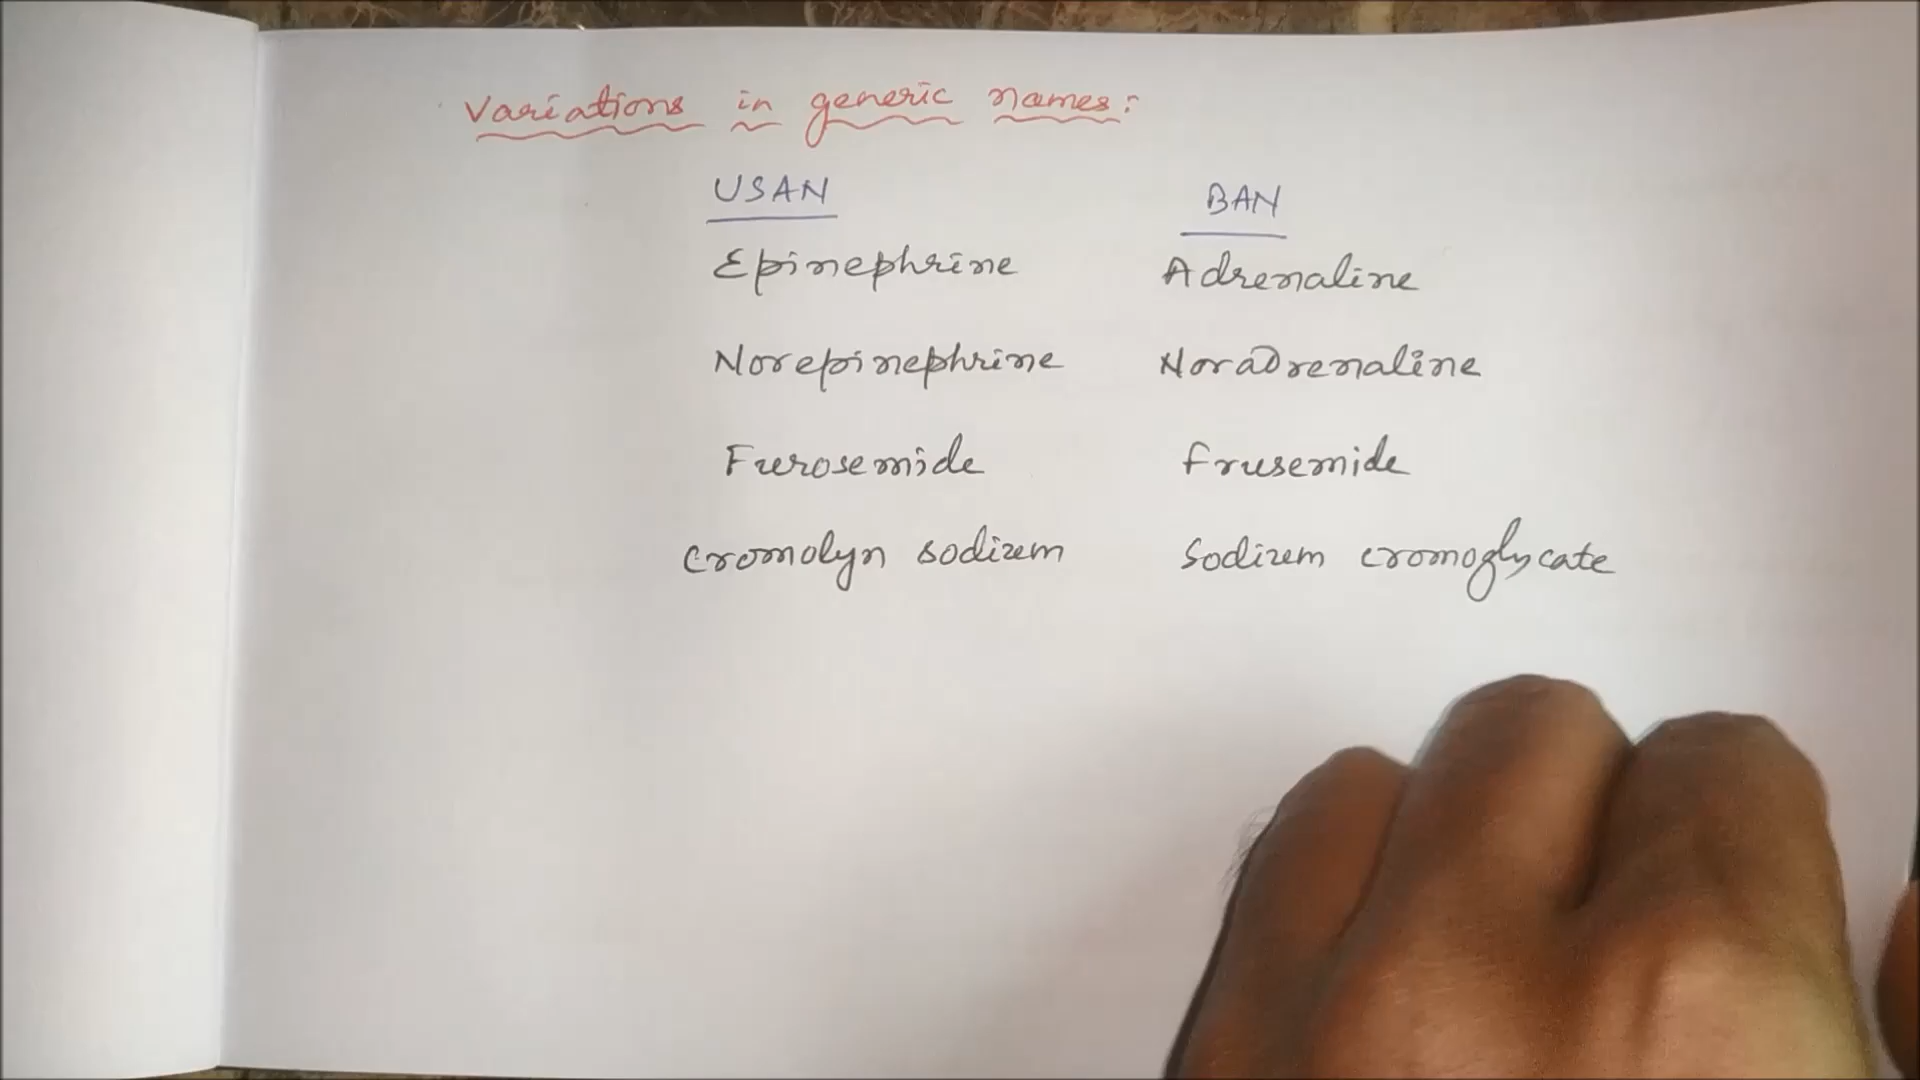 Variations in generic names:
USAN BAN
Epinephrine Adrenaline
Norepinephrine Noradrenaline
Furosemide frusemide
Cromolyn sodium Sodium cromoglycate